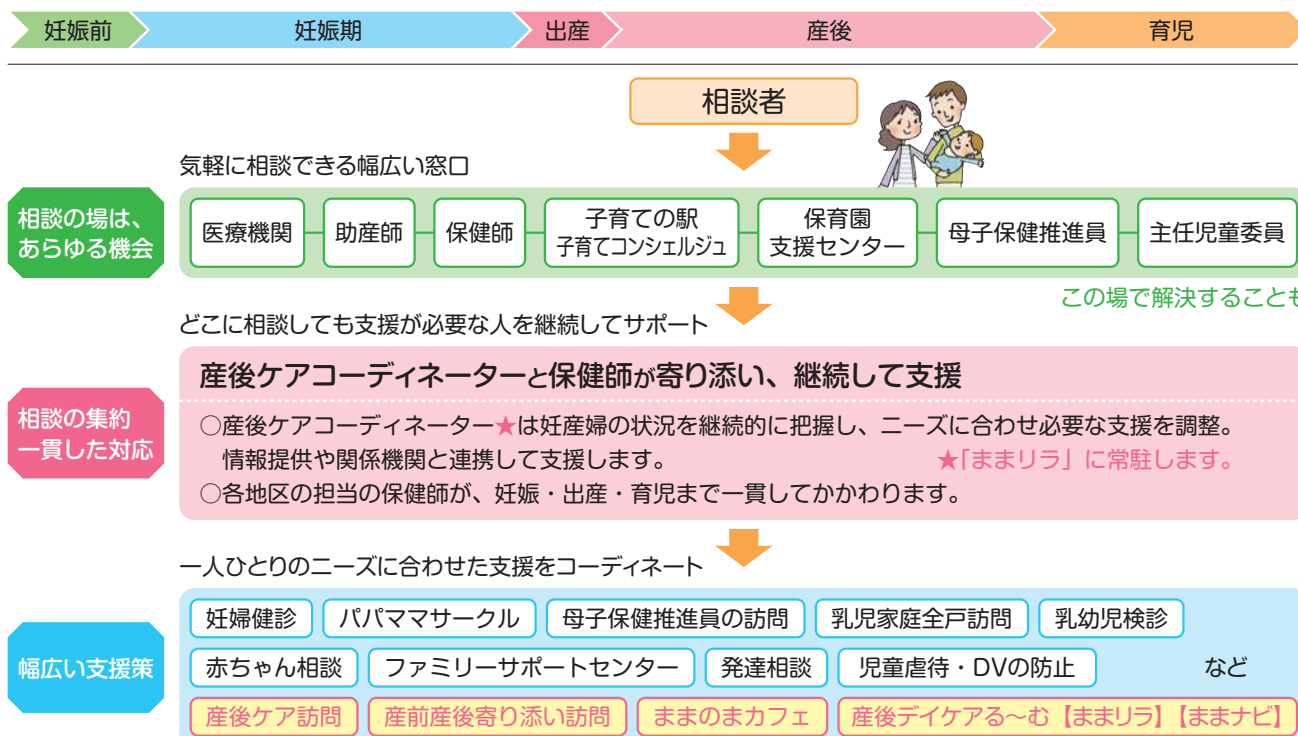 妊娠前 妊娠期 出産 産後 育児
相談者
気軽に相談できる幅広い窓口
相談の場は、
あらゆる機会
医療機関 助産師 保健師 子育ての駅 保育園 母子保健推進員 主任児童委員
子育てコンシェルジュ 支援センター
この場で解決することも
どこに相談しても支援が必要な人を継続してサポート
相談の集約
一貫した対応
産後ケアコーディネーターと保健師が寄り添い、継続して支援
○産後ケアコーディネーター★は妊産婦の状況を継続的に把握し、ニーズに合わせ必要な支援を調整。
情報提供や関係機関と連携して支援します。 ★「ままリラ」に常駐します。
○各地区の担当の保健師が、妊娠・出産・育児まで一貫してかかわります。
一人ひとりのニーズに合わせた支援をコーディネート
幅広い支援策
妊婦健診 パパママサークル 母子保健推進員の訪問 乳児家庭全戸訪問 乳幼児検診
赤ちゃん相談 ファミリーサポートセンター 発達相談 児童虐待・DVの防止 など
産後ケア訪問 産前産後寄り添い訪問 ままのまカフェ 産後デイケアる〜む【ままリラ】【ままナビ】